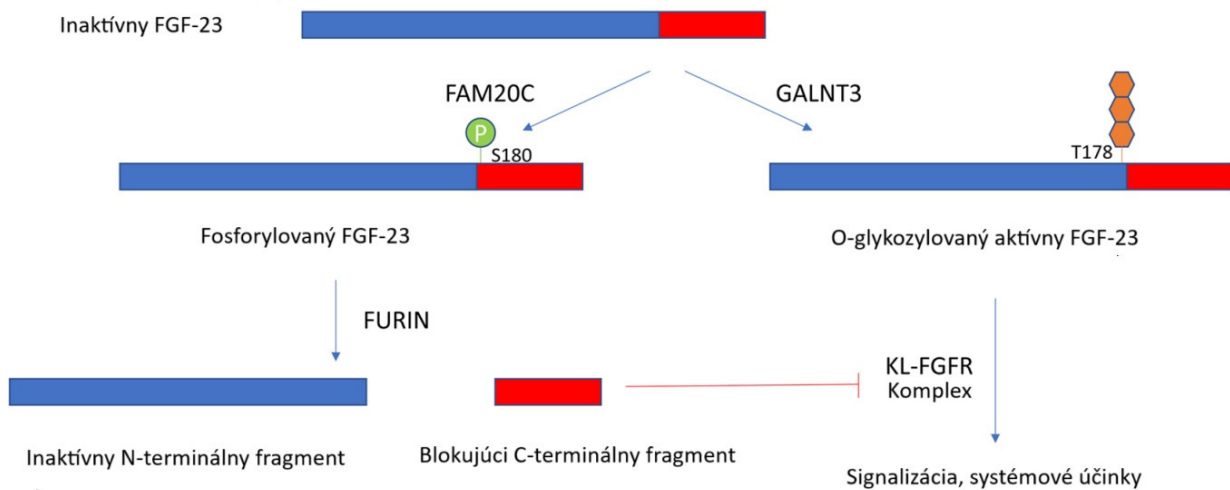 Inaktívny FGF-23
FAM20C
GALNT3
P
S180
T178
Fosforylovaný FGF-23
O-glykozylovaný aktívny FGF-23
FURIN
KL-FGFR
Komplex
Inaktívny N-terminálny fragment
Blokujúci C-terminálny fragment
Signalizácia, systémové účinky